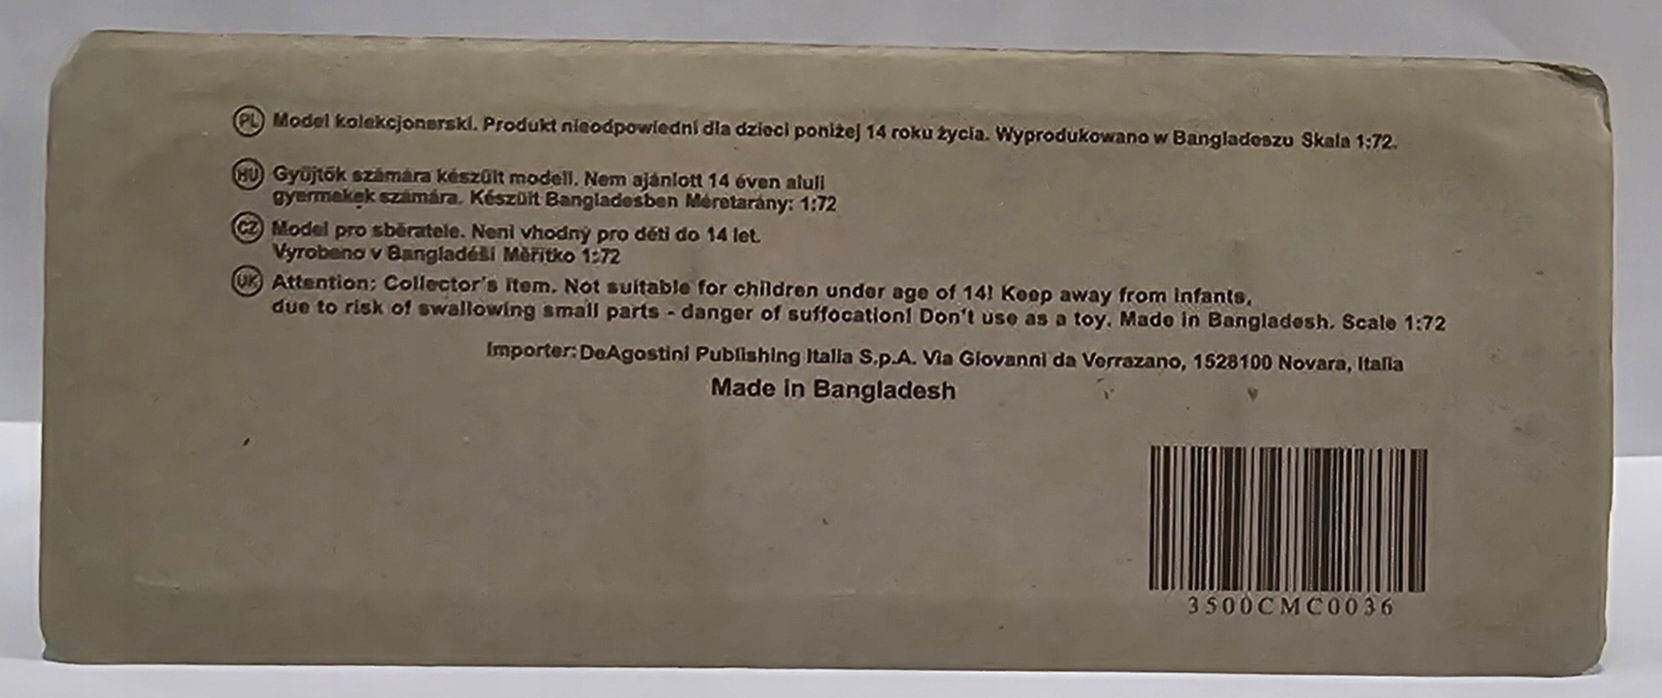 PL Model kolekcjonerski. Produkt nieodpowiedni dla dzieci poniżej 14 roku życia. Wyprodukowano w Bangladeszu Skala 1:72.
HU Gyűjtők számára készült modell. Nem ajánlott 14 éven aluli
gyermekek számára. Készült Bangladesben Méretarány: 1:72
CZ Model pro sběratele. Není vhodný pro děti do 14 let.
Vyrobeno v Bangladéši Měřítko 1:72
UK Attention: Collector's item. Not suitable for children under age of 14! Keep away from infants,
due to risk of swallowing small parts - danger of suffocation! Don't use as a toy. Made in Bangladesh. Scale 1:72
Importer: DeAgostini Publishing Italia S.p.A. Via Giovanni da Verrazano, 1528100 Novara, Italia
Made in Bangladesh
3500CMC0036